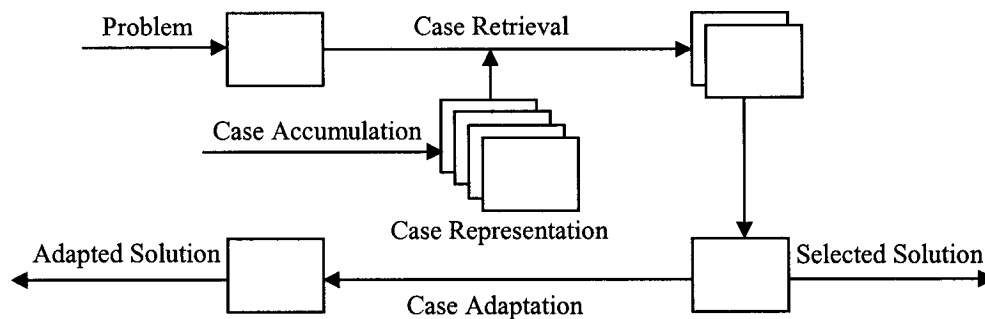 Problem
Case Retrieval
Case Accumulation
Case Representation
Adapted Solution
Selected Solution
Case Adaptation